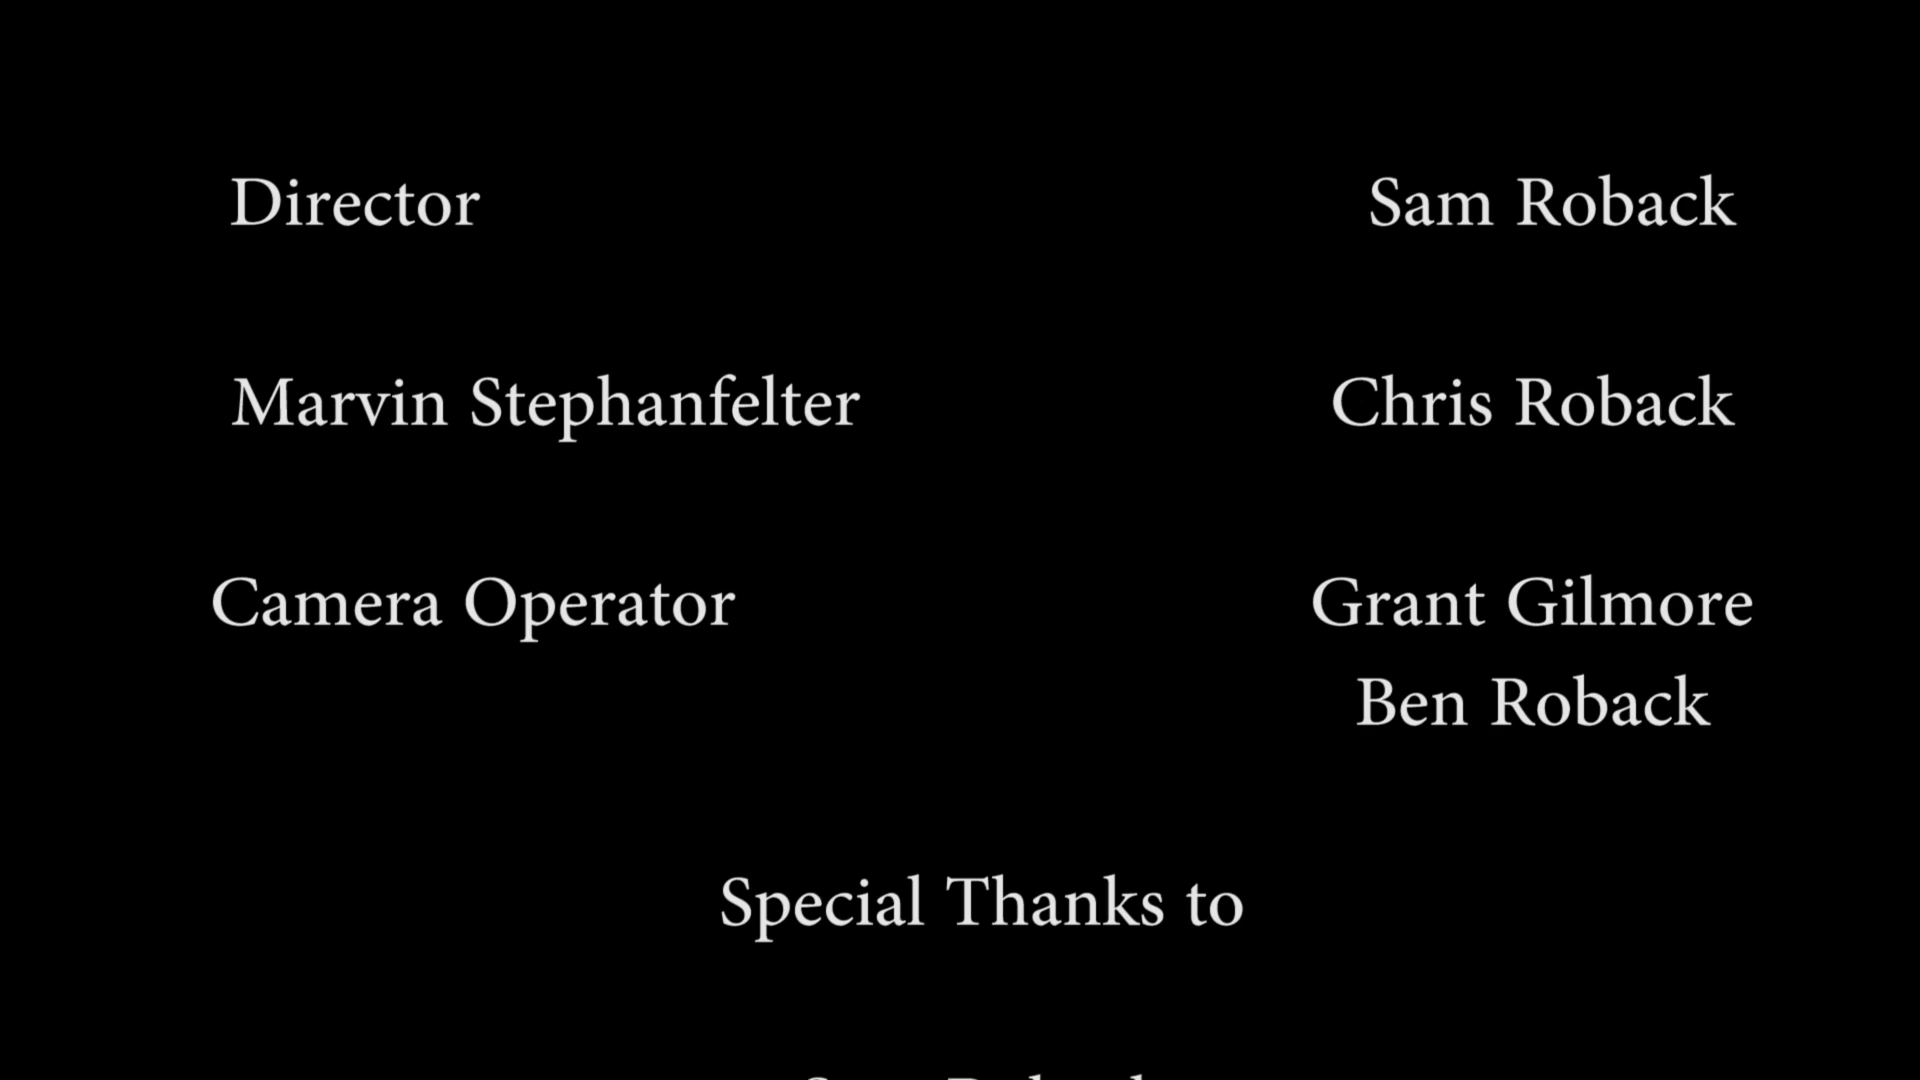 Director Sam Roback
Marvin Stephanfelter Chris Roback
Camera Operator Grant Gilmore
Ben Roback
Special Thanks to